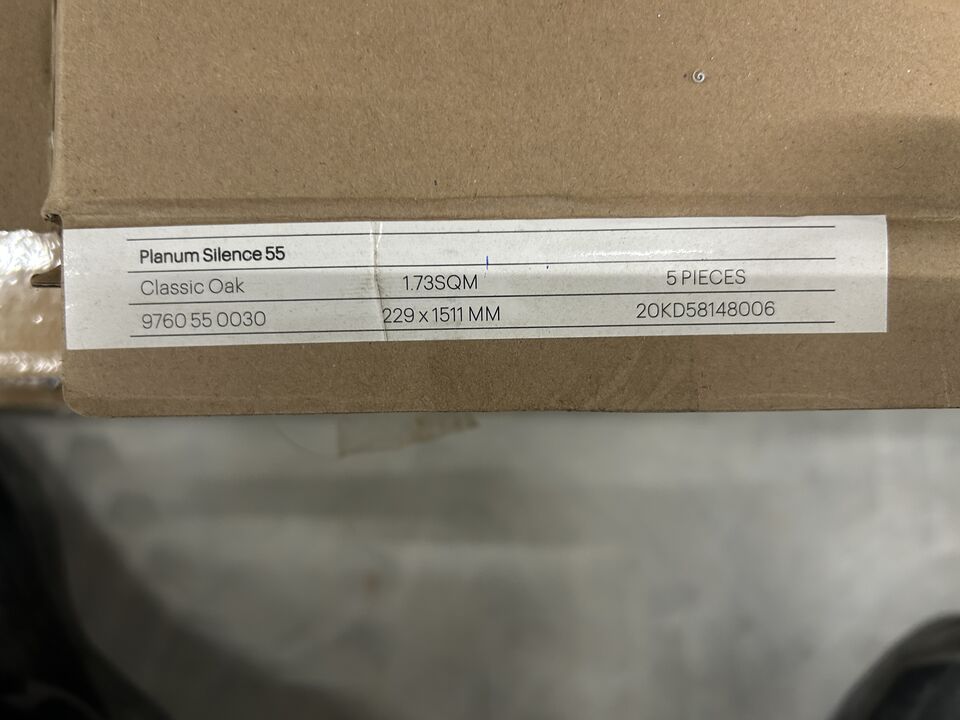 Planum Silence 55
Classic Oak 1.73SQM 5 PIECES
9760 55 0030 229 x 1511 MM 20KD58148006